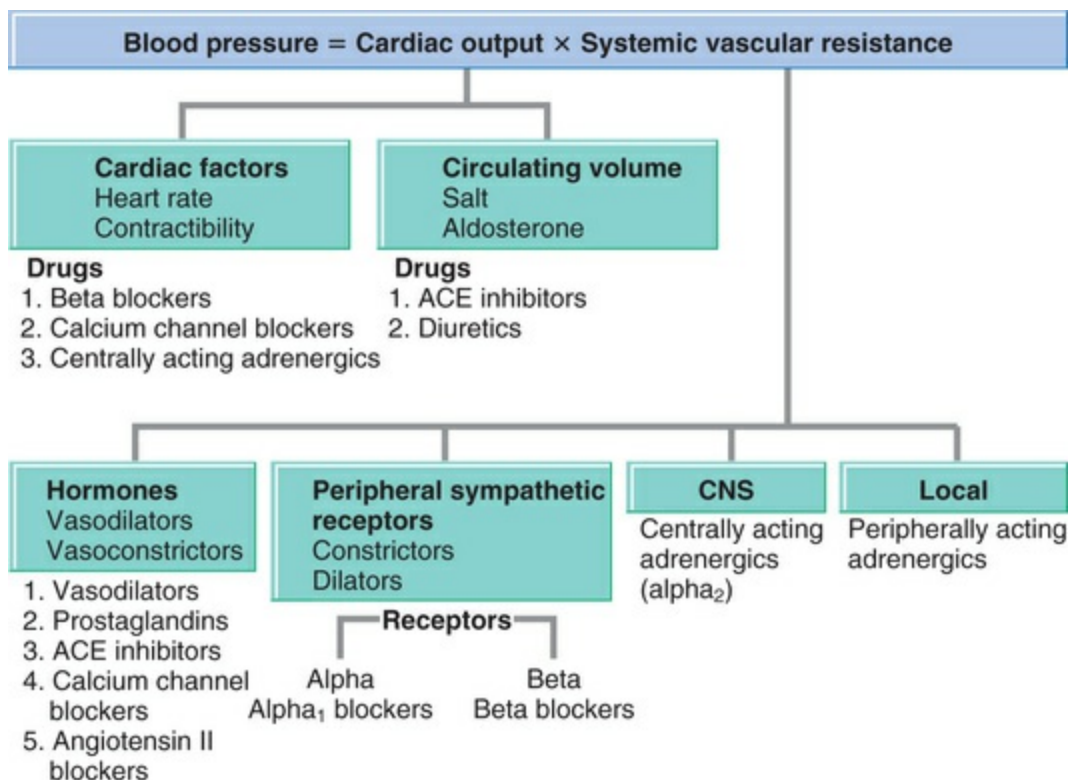 Blood pressure = Cardiac output × Systemic vascular resistance
Cardiac factors
Heart rate
Contractibility
Drugs
1. Beta blockers
2. Calcium channel blockers
3. Centrally acting adrenergics
Circulating volume
Salt
Aldosterone
Drugs
1. ACE inhibitors
2. Diuretics
Hormones
Vasodilators
Vasoconstrictors
1. Vasodilators
2. Prostaglandins
3. ACE inhibitors
4. Calcium channel
blockers
5. Angiotensin II
blockers
Peripheral sympathetic
receptors
Constrictors
Dilators
Receptors
Alpha
Alpha₁ blockers
Beta
Beta blockers
CNS
Centrally acting
adrenergics
(alpha₂)
Local
Peripherally acting
adrenergics